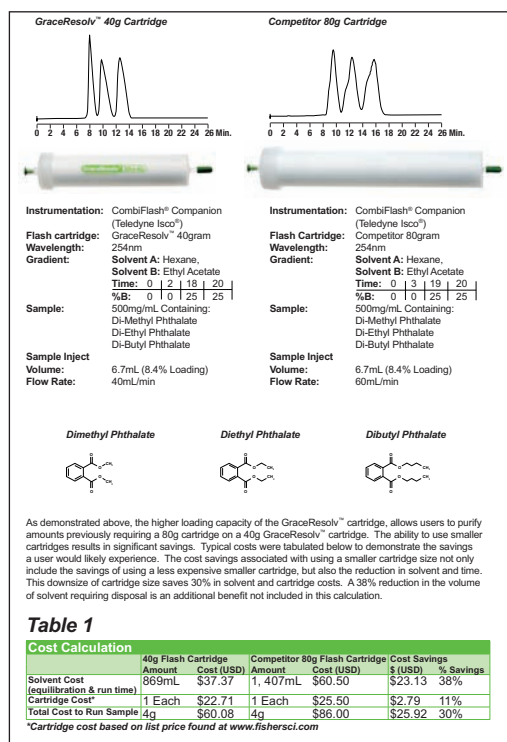 GraceResolv™ 40g Cartridge
Competitor 80g Cartridge
0 2 4 6 8 10 12 14 16 18 20 22 24 26 Min.
0 2 4 6 8 10 12 14 16 18 20 22 24 26 Min.
GraceResolv
Instrumentation: CombiFlash® Companion
(Teledyne Isco®)
Flash cartridge: GraceResolv™ 40gram
Wavelength: 254nm
Gradient: Solvent A: Hexane,
Solvent B: Ethyl Acetate
Time: 0 2 18 20
%B: 0 0 25 25
Sample: 500mg/mL Containing:
Di-Methyl Phthalate
Di-Ethyl Phthalate
Di-Butyl Phthalate
Sample Inject
Volume: 6.7mL (8.4% Loading)
Flow Rate: 40mL/min
Instrumentation: CombiFlash® Companion
(Teledyne Isco®)
Flash Cartridge: Competitor 80gram
Wavelength: 254nm
Gradient: Solvent A: Hexane,
Solvent B: Ethyl Acetate
Time: 0 3 19 20
%B: 0 0 25 25
Sample: 500mg/mL Containing:
Di-Methyl Phthalate
Di-Ethyl Phthalate
Di-Butyl Phthalate
Sample Inject
Volume: 6.7mL (8.4% Loading)
Flow Rate: 60mL/min
Dimethyl Phthalate
Diethyl Phthalate
Dibutyl Phthalate
O
O CH₃
O CH₃
O
O
O CH₃
O CH₃
O
O
O CH₃
O CH₃
O
As demonstrated above, the higher loading capacity of the GraceResolv™ cartridge, allows users to purify
amounts previously requiring a 80g cartridge on a 40g GraceResolv™ cartridge. The ability to use smaller
cartridges results in significant savings. Typical costs were tabulated below to demonstrate the savings
a user would likely experience. The cost savings associated with using a smaller cartridge size not only
include the savings of using a less expensive smaller cartridge, but also the reduction in solvent and time.
This downsize of cartridge size saves 30% in solvent and cartridge costs. A 38% reduction in the volume
of solvent requiring disposal is an additional benefit not included in this calculation.
Table 1
Cost Calculation
40g Flash Cartridge Competitor 80g Flash Cartridge Cost Savings
Amount Cost (USD) Amount Cost (USD) $ (USD) % Savings
Solvent Cost
(equilibration & run time) 869mL $37.37 1, 407mL $60.50 $23.13 38%
Cartridge Cost* 1 Each $22.71 1 Each $25.50 $2.79 11%
Total Cost to Run Sample 4g $60.08 4g $86.00 $25.92 30%
*Cartridge cost based on list price found at www.fishersci.com